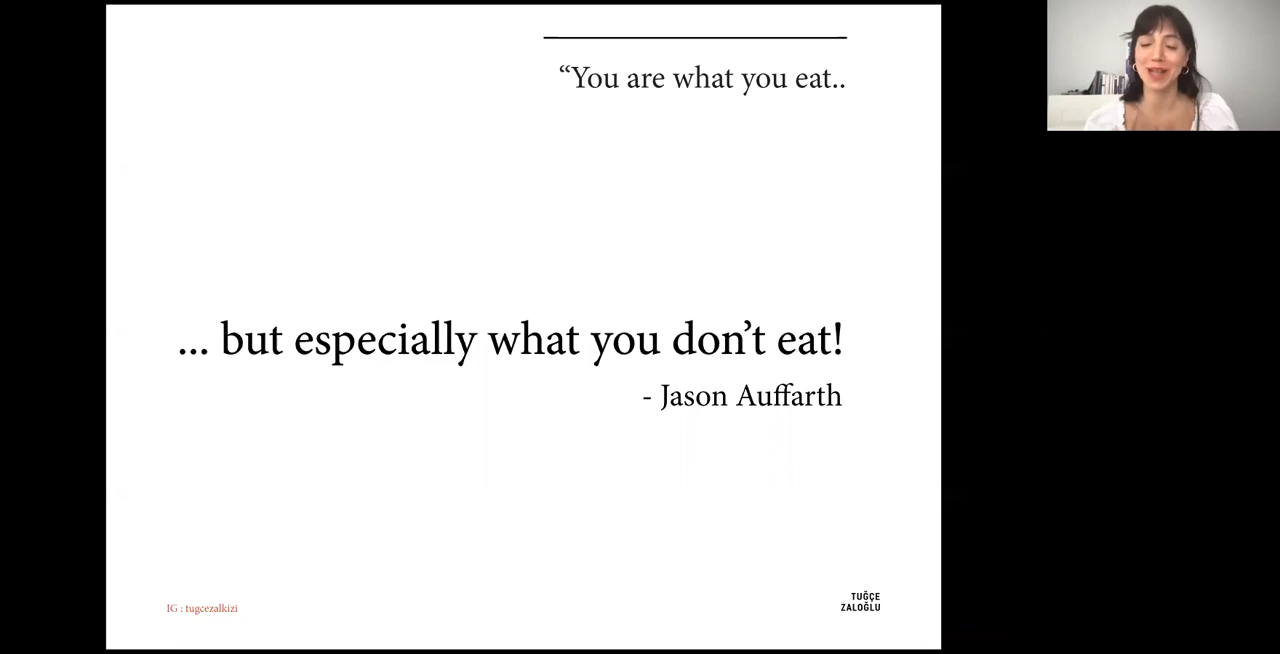 “You are what you eat..
... but especially what you don’t eat!
- Jason Auffarth
IG : tugcezalkizi
TUĞÇE
ZALOĞLU